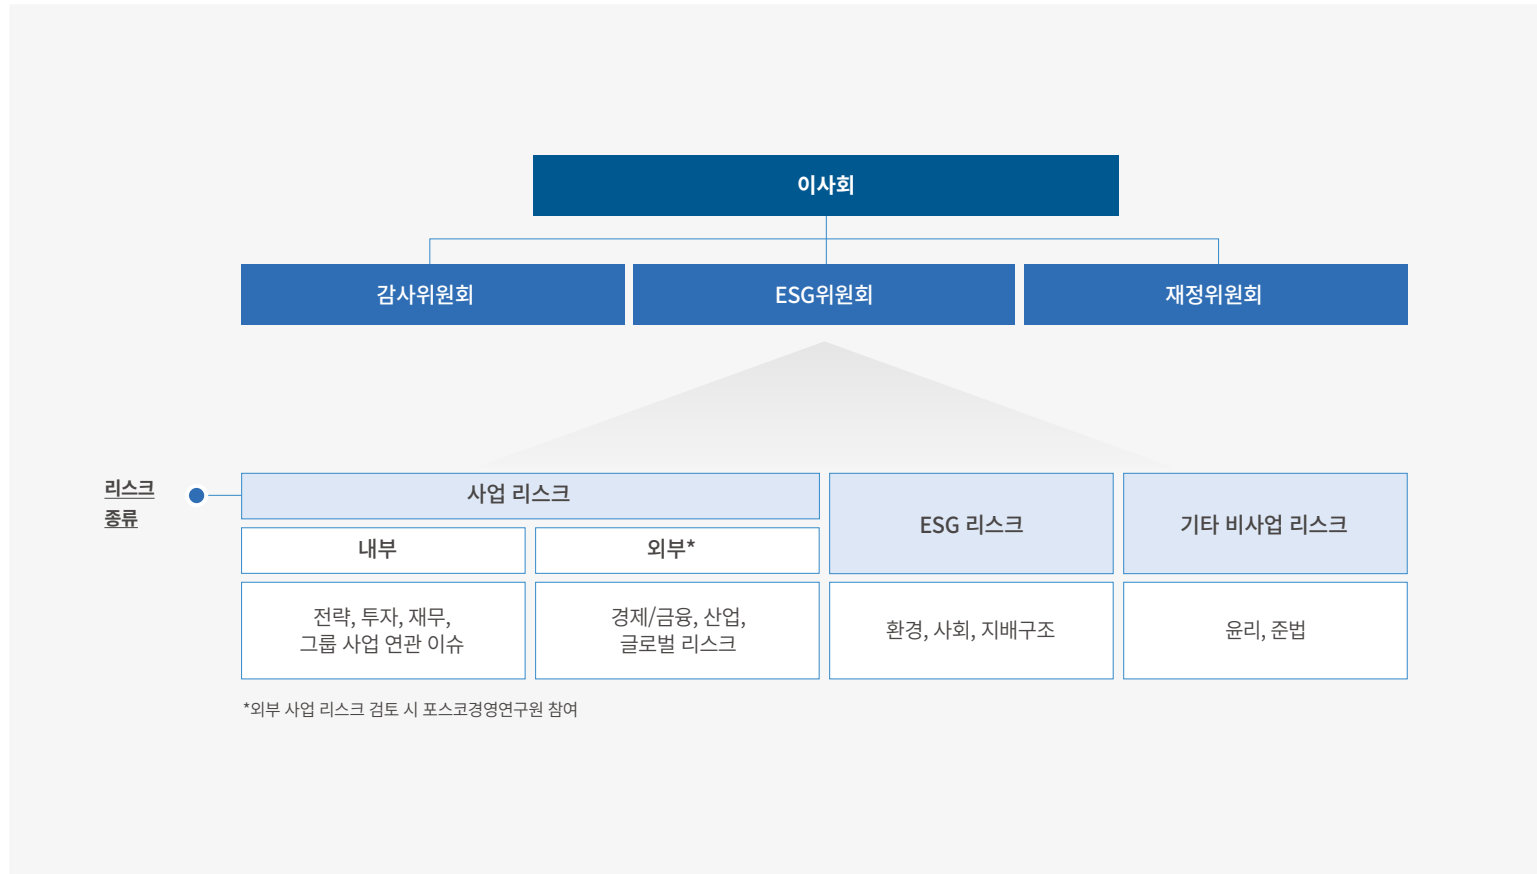 이사회
감사위원회
ESG위원회
재정위원회
리스크
종류
사업 리스크
ESG 리스크
기타 비사업 리스크
내부
외부*
전략, 투자, 재무,
그룹 사업 연관 이슈
경제/금융, 산업,
글로벌 리스크
환경, 사회, 지배구조
윤리, 준법
*외부 사업 리스크 검토 시 포스코경영연구원 참여